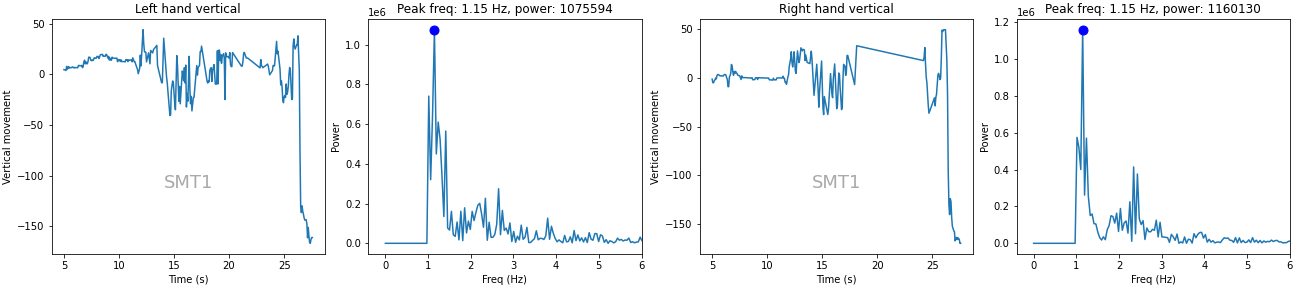 Left hand vertical
Vertical movement
50
0
−50
−100
−150
SMT1
5 10 15 20 25
Time (s)
Peak freq: 1.15 Hz, power: 1075594
1e6
Power
1.0
0.8
0.6
0.4
0.2
0.0
0 1 2 3 4 5 6
Freq (Hz)
Right hand vertical
Vertical movement
50
0
−50
−100
−150
SMT1
5 10 15 20 25
Time (s)
Peak freq: 1.15 Hz, power: 1160130
1e6
Power
1.2
1.0
0.8
0.6
0.4
0.2
0.0
0 1 2 3 4 5 6
Freq (Hz)